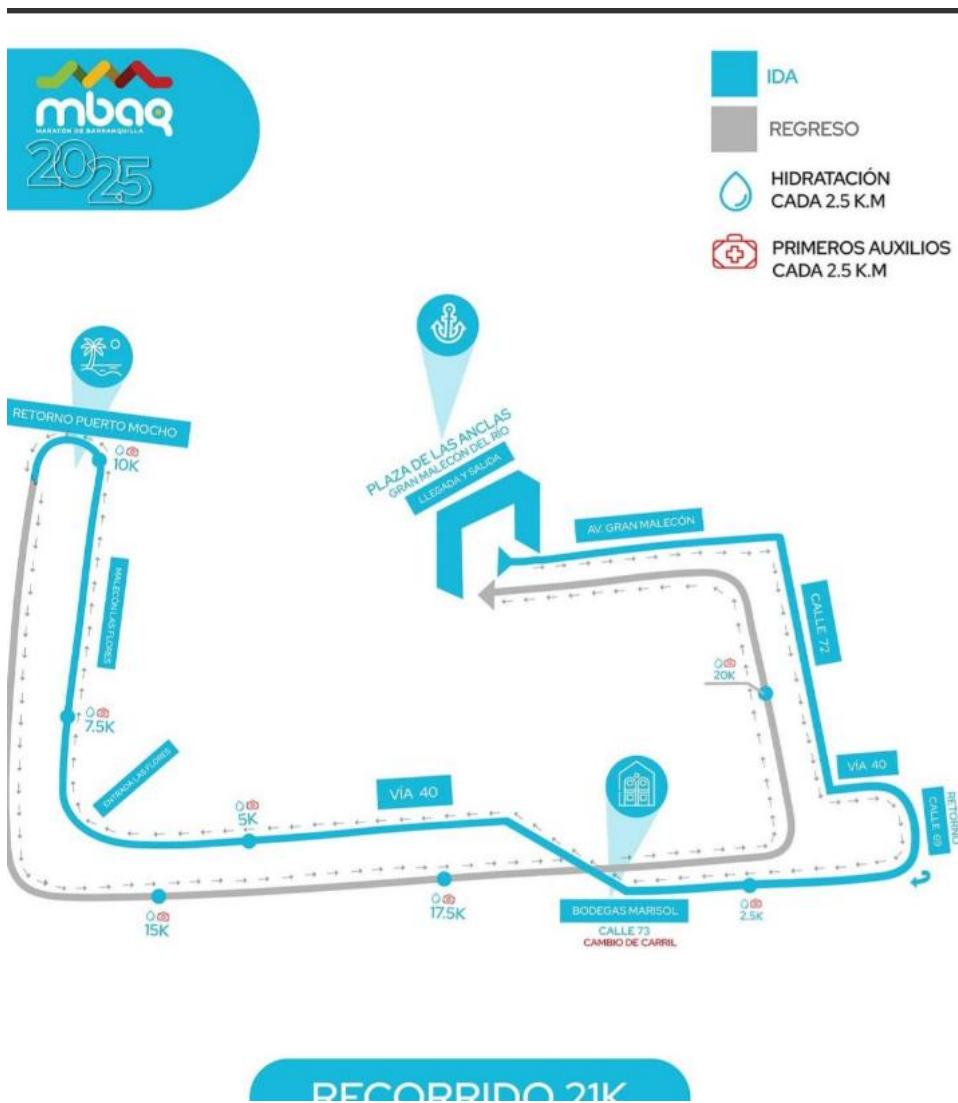 mbaq
MARATÓN DE BARRANQUILLA
2025
IDA
REGRESO
HIDRATACIÓN
CADA 2.5 K.M
PRIMEROS AUXILIOS
CADA 2.5 K.M
RETORNO PUERTO MOCHO
10K
PLAZA DE LAS ANCLAS
GRAN MALECÓN DEL RÍO
LLEGADA Y SALIDA
AV. GRAN MALECÓN
MALECÓN LAS FLORES
CALLE 72
20K
7.5K
ENTRADA LAS FLORES
VÍA 40
VÍA 40
RETORNO
CALLE 69
5K
15K
17.5K
BODEGAS MARISOL
CALLE 73
CAMBIO DE CARRIL
2.5K
RECORRIDO 21K